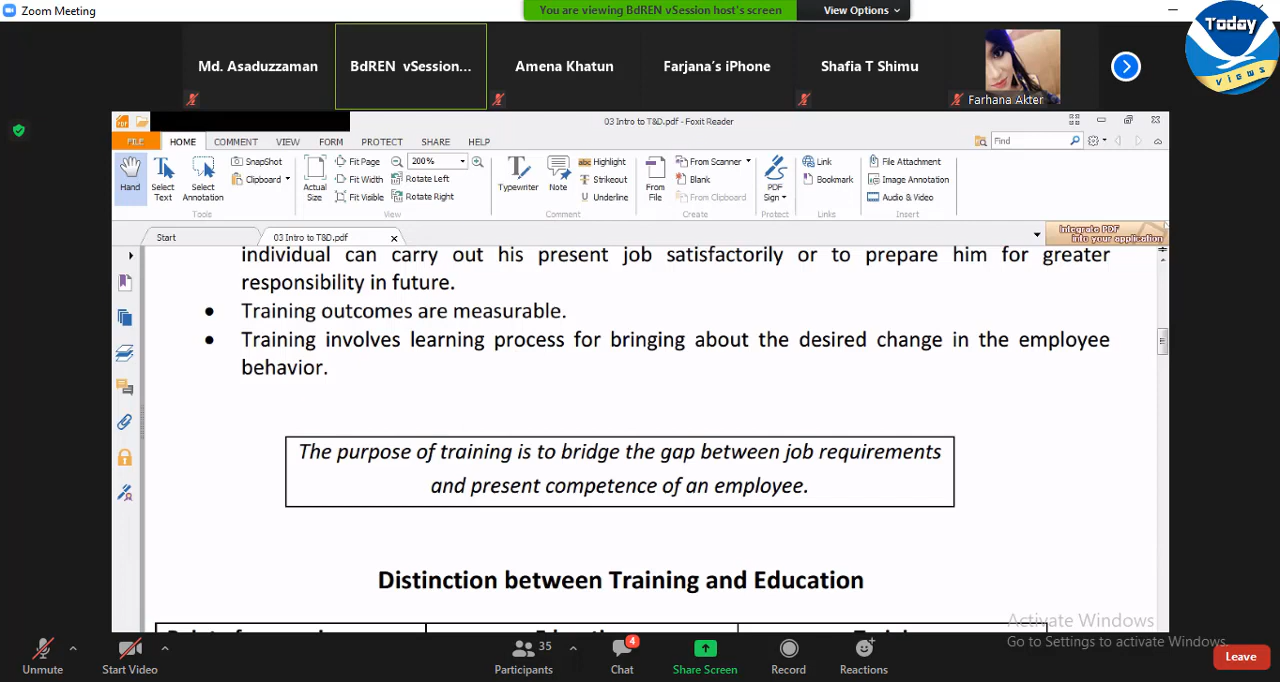 Zoom Meeting
You are viewing BdREN vSession host's screen
View Options
Today
views
Md. Asaduzzaman
BdREN vSession...
Amena Khatun
Farjana's iPhone
Shafia T Shimu
Farhana Akter
03 Intro to T&D.pdf - Foxit Reader
FILE HOME COMMENT VIEW FORM PROTECT SHARE HELP
Find
Hand
Select Text
Select Annotation
SnapShot
Clipboard
Tools
Actual Size
Fit Page
Fit Width
Fit Visible
200%
Rotate Left
Rotate Right
View
Typewriter
Note
Highlight
Strikeout
Underline
Comment
From File
From Scanner
Blank
From Clipboard
Create
PDF Sign
Protect
Link
Bookmark
Links
File Attachment
Image Annotation
Audio & Video
Insert
Start
03 Intro to T&D.pdf
Integrate PDF
into your application
individual can carry out his present job satisfactorily or to prepare him for greater
responsibility in future.
• Training outcomes are measurable.
• Training involves learning process for bringing about the desired change in the employee
behavior.
The purpose of training is to bridge the gap between job requirements
and present competence of an employee.
Distinction between Training and Education
Activate Windows
Go to Settings to activate Windows.
Unmute
Start Video
35
Participants
4
Chat
Share Screen
Record
Reactions
Leave